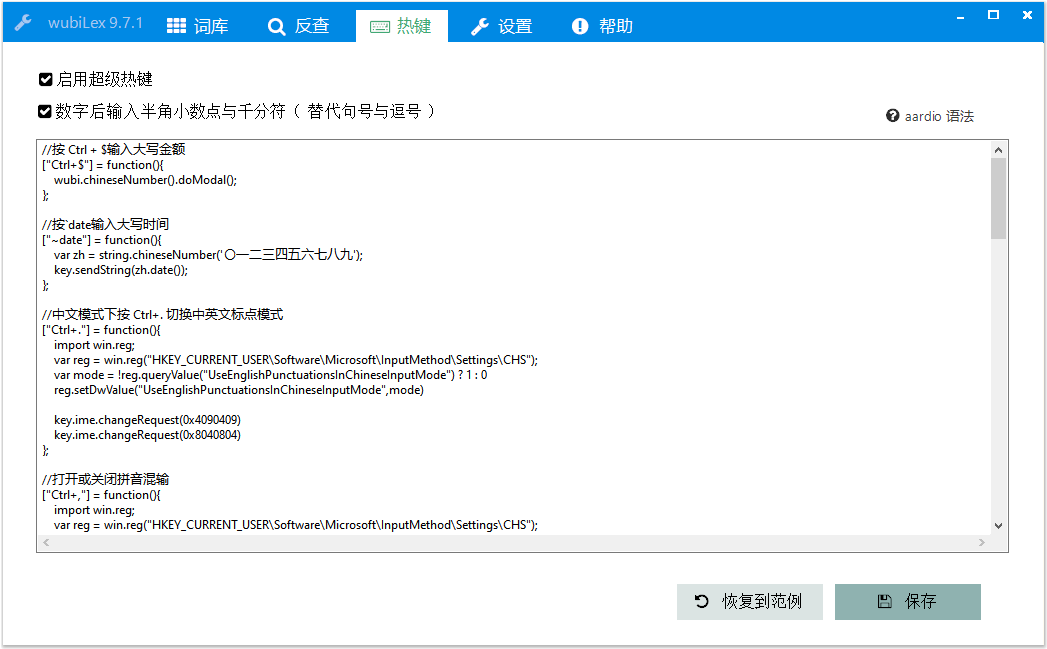 wubiLex 9.7.1 词库 反查 热键 设置 帮助
启用超级热键
数字后输入半角小数点与千分符（ 替代句号与逗号 ）
aardio 语法
//按 Ctrl + $输入大写金额
["Ctrl+$"] = function(){
wubi.chineseNumber().doModal();
};
//按`date输入大写时间
["~date"] = function(){
var zh = string.chineseNumber('〇一二三四五六七八九');
key.sendString(zh.date());
};
//中文模式下按 Ctrl+. 切换中英文标点模式
["Ctrl+."] = function(){
import win.reg;
var reg = win.reg("HKEY_CURRENT_USER\Software\Microsoft\InputMethod\Settings\CHS");
var mode = !reg.queryValue("UseEnglishPunctuationsInChineseInputMode") ? 1 : 0
reg.setDwValue("UseEnglishPunctuationsInChineseInputMode",mode)
key.ime.changeRequest(0x4090409)
key.ime.changeRequest(0x8040804)
};
//打开或关闭拼音混输
["Ctrl+,"] = function(){
import win.reg;
var reg = win.reg("HKEY_CURRENT_USER\Software\Microsoft\InputMethod\Settings\CHS");
恢复到范例 保存